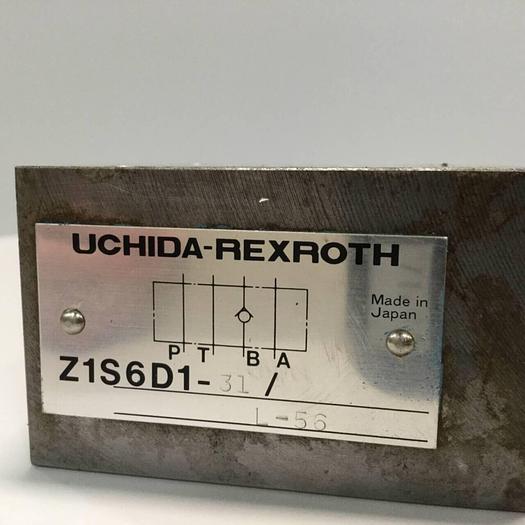 UCHIDA-REXROTH
Made in
Japan
P T B A
Z1S6D1-31/
L-56